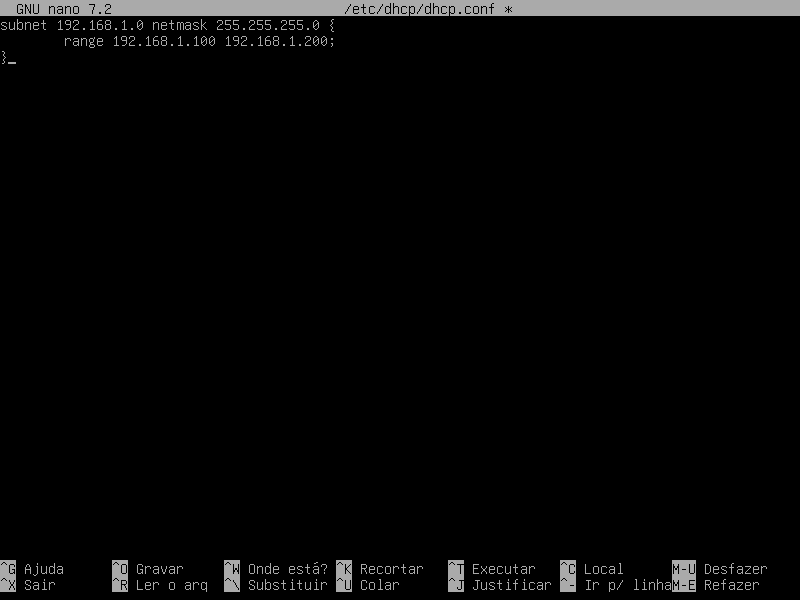 GNU nano 7.2 /etc/dhcp/dhcp.conf *
subnet 192.168.1.0 netmask 255.255.255.0 {
range 192.168.1.100 192.168.1.200;
}_
^G Ajuda ^O Gravar ^W Onde está? ^K Recortar ^T Executar ^C Local M-U Desfazer
^X Sair ^R Ler o arq ^\ Substituir ^U Colar ^J Justificar ^- Ir p/ linha M-E Refazer